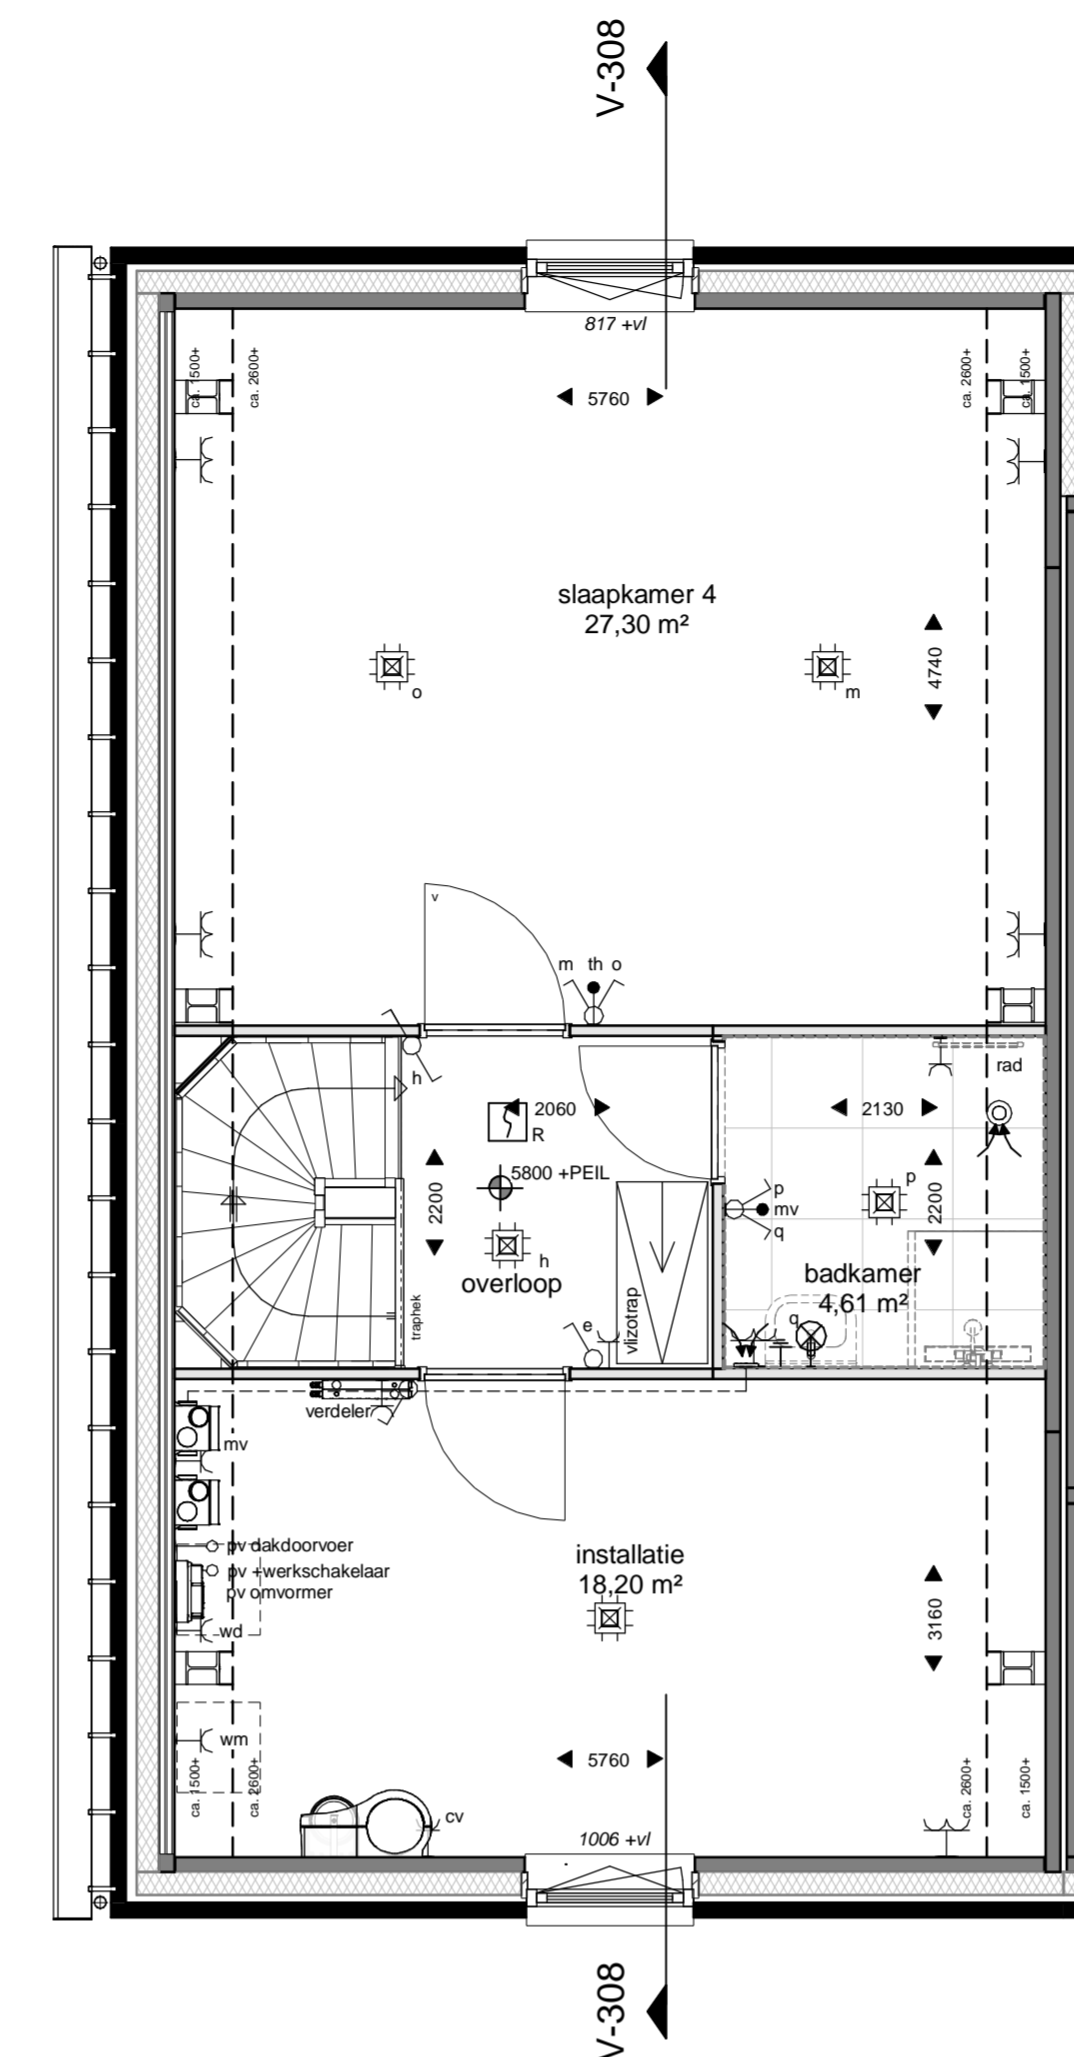 V-308
817 +vl
ca. 1500+
ca. 2600+
ca. 2600+
ca. 1500+
5760
slaapkamer 4
27,30 m²
4740
o
m
v
m th o
h
rad
2060
R
2130
5800 +PEIL
2200
p
mv
q
p
2200
h
overloop
badkamer
4,61 m²
traphek
vlizotrap
e
q
verdeler
mv
pv dakdoorvoer
pv +werkschakelaar
pv omvormer
wd
installatie
18,20 m²
3160
wm
ca. 1500+
ca. 2600+
5760
ca. 2600+
ca. 1500+
cv
1006 +vl
V-308